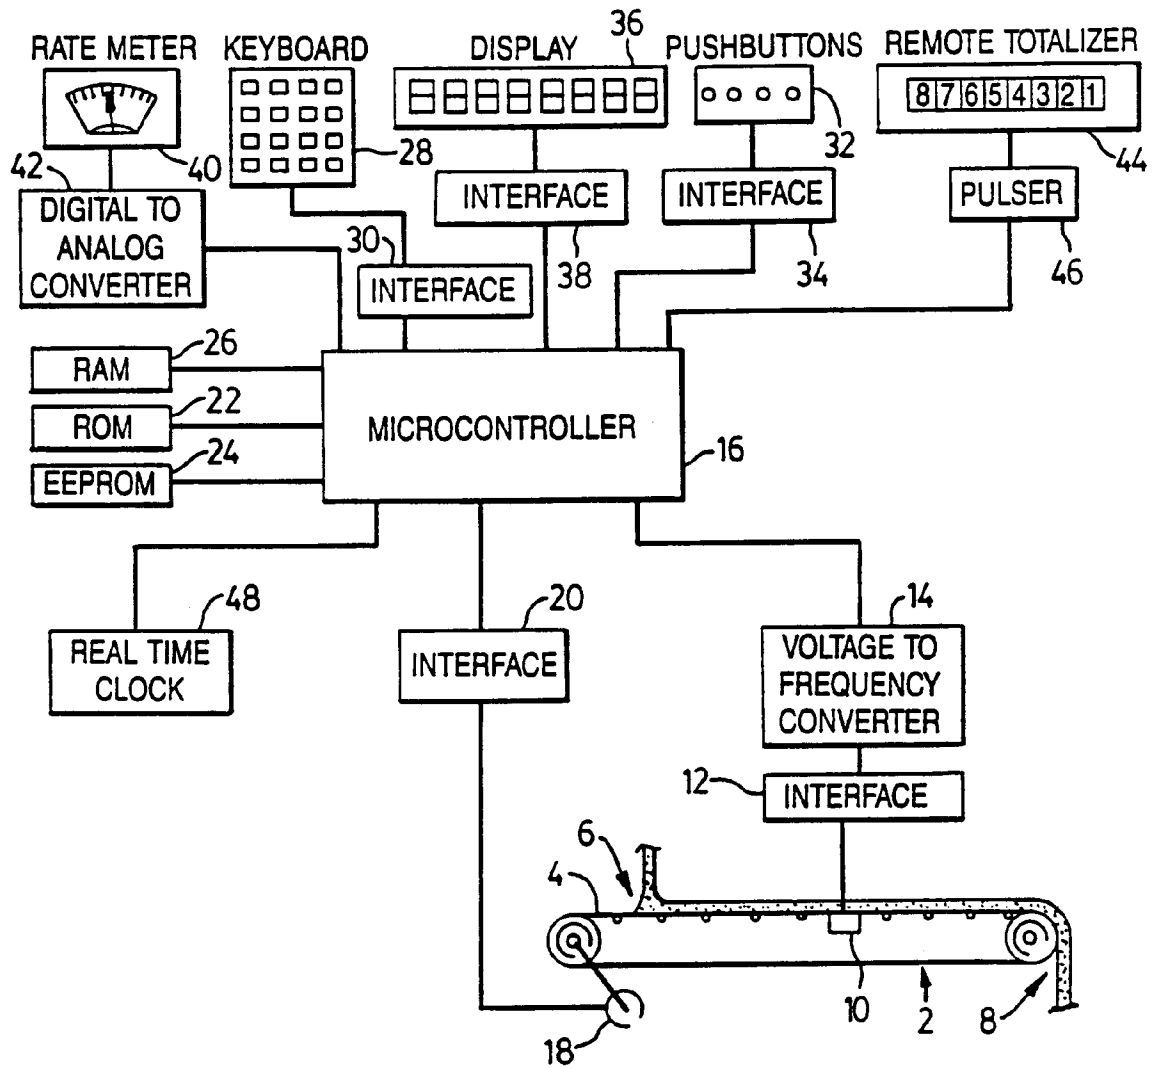 RATE METER
KEYBOARD
DISPLAY
36
PUSHBUTTONS
REMOTE TOTALIZER
8 7 6 5 4 3 2 1
42
40
28
32
44
DIGITAL TO
ANALOG
CONVERTER
INTERFACE
38
INTERFACE
34
PULSER
46
30
INTERFACE
RAM
26
ROM
22
EEPROM
24
MICROCONTROLLER
16
48
REAL TIME
CLOCK
20
INTERFACE
14
VOLTAGE TO
FREQUENCY
CONVERTER
12
INTERFACE
6
4
10
2
8
18